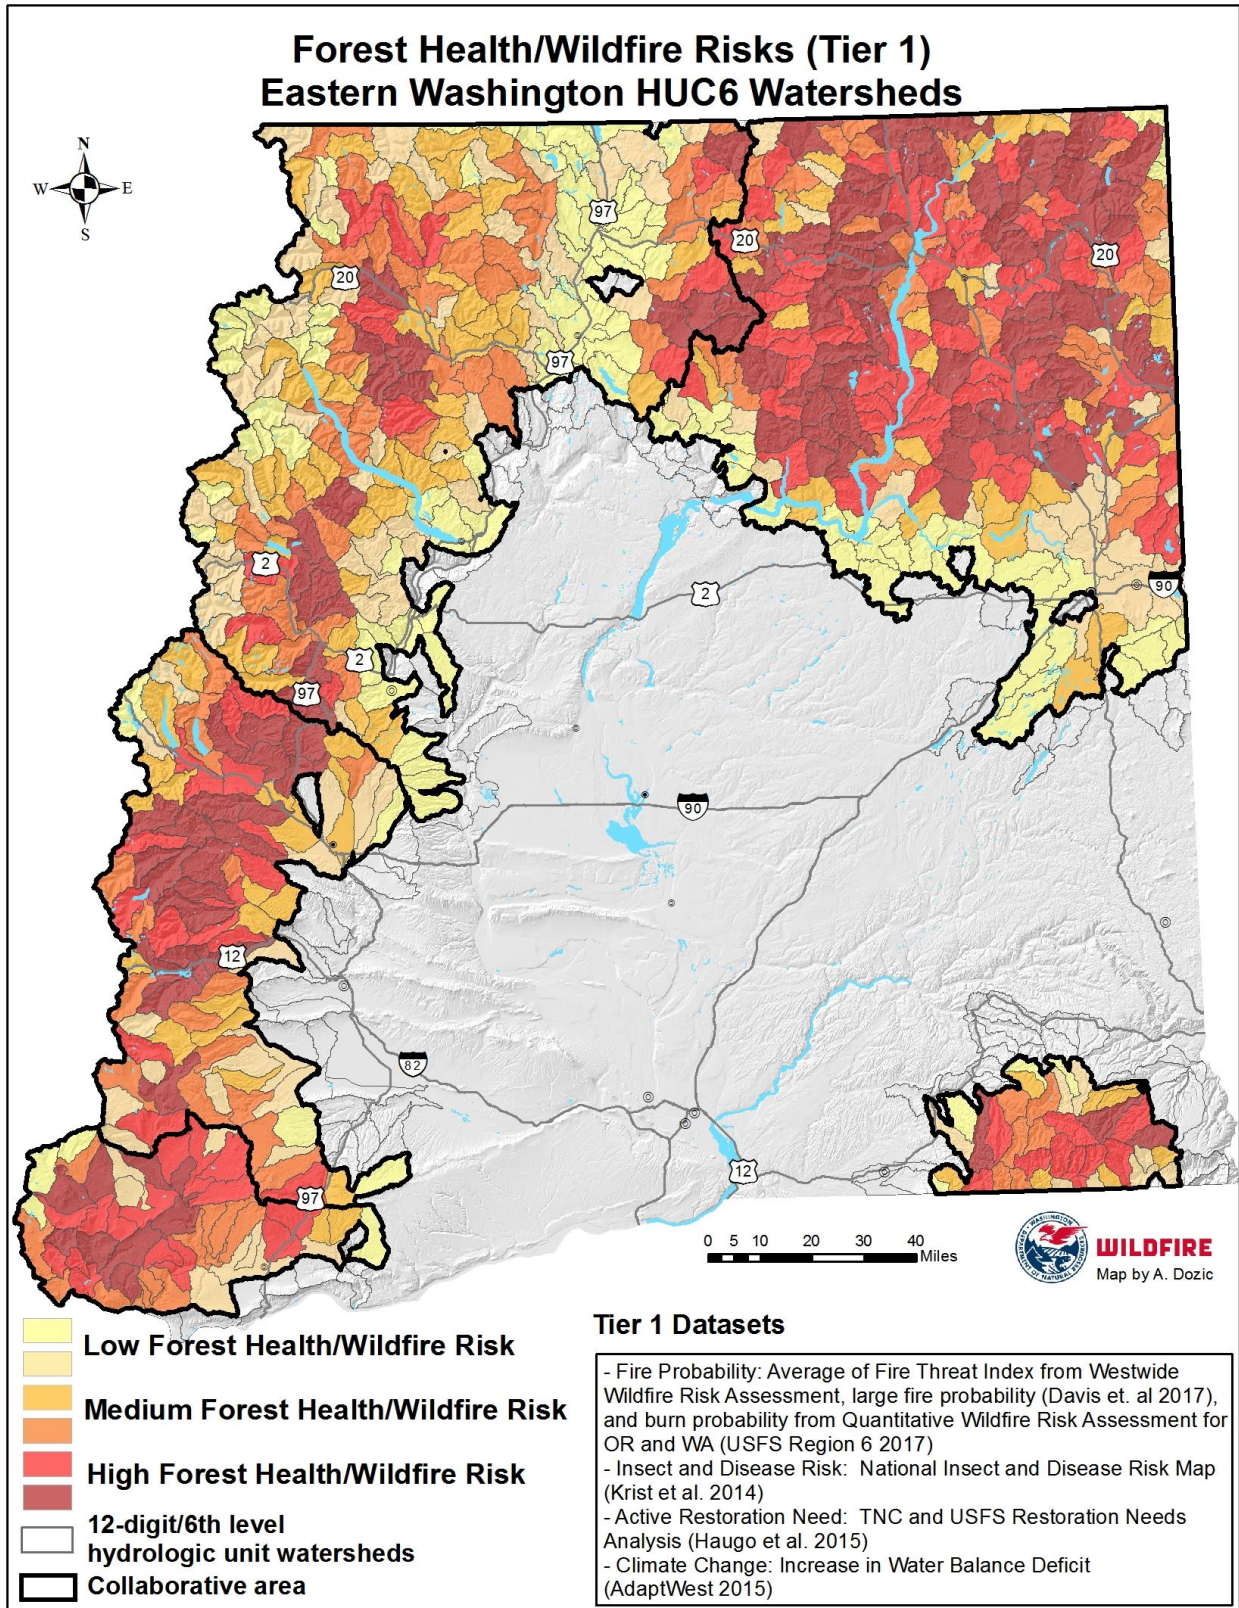 Forest Health/Wildfire Risks (Tier 1)
Eastern Washington HUC6 Watersheds
N
W
E
S
97
20
20
20
97
2
2
90
2
97
90
12
82
97
12
0 5 10 20 30 40
Miles
WASHINGTON
DEPARTMENT OF NATURAL RESOURCES
WILDFIRE
Map by A. Dozic
Low Forest Health/Wildfire Risk
Medium Forest Health/Wildfire Risk
High Forest Health/Wildfire Risk
12-digit/6th level
hydrologic unit watersheds
Collaborative area
Tier 1 Datasets
- Fire Probability: Average of Fire Threat Index from Westwide
Wildfire Risk Assessment, large fire probability (Davis et. al 2017),
and burn probability from Quantitative Wildfire Risk Assessment for
OR and WA (USFS Region 6 2017)
- Insect and Disease Risk: National Insect and Disease Risk Map
(Krist et al. 2014)
- Active Restoration Need: TNC and USFS Restoration Needs
Analysis (Haugo et al. 2015)
- Climate Change: Increase in Water Balance Deficit
(AdaptWest 2015)